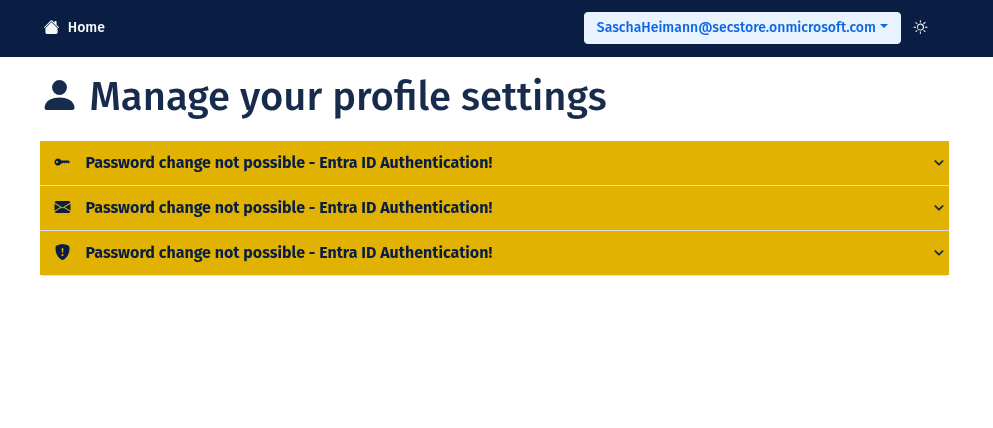 Home
SaschaHeimann@secstore.onmicrosoft.com
Manage your profile settings
Password change not possible - Entra ID Authentication!
Password change not possible - Entra ID Authentication!
Password change not possible - Entra ID Authentication!